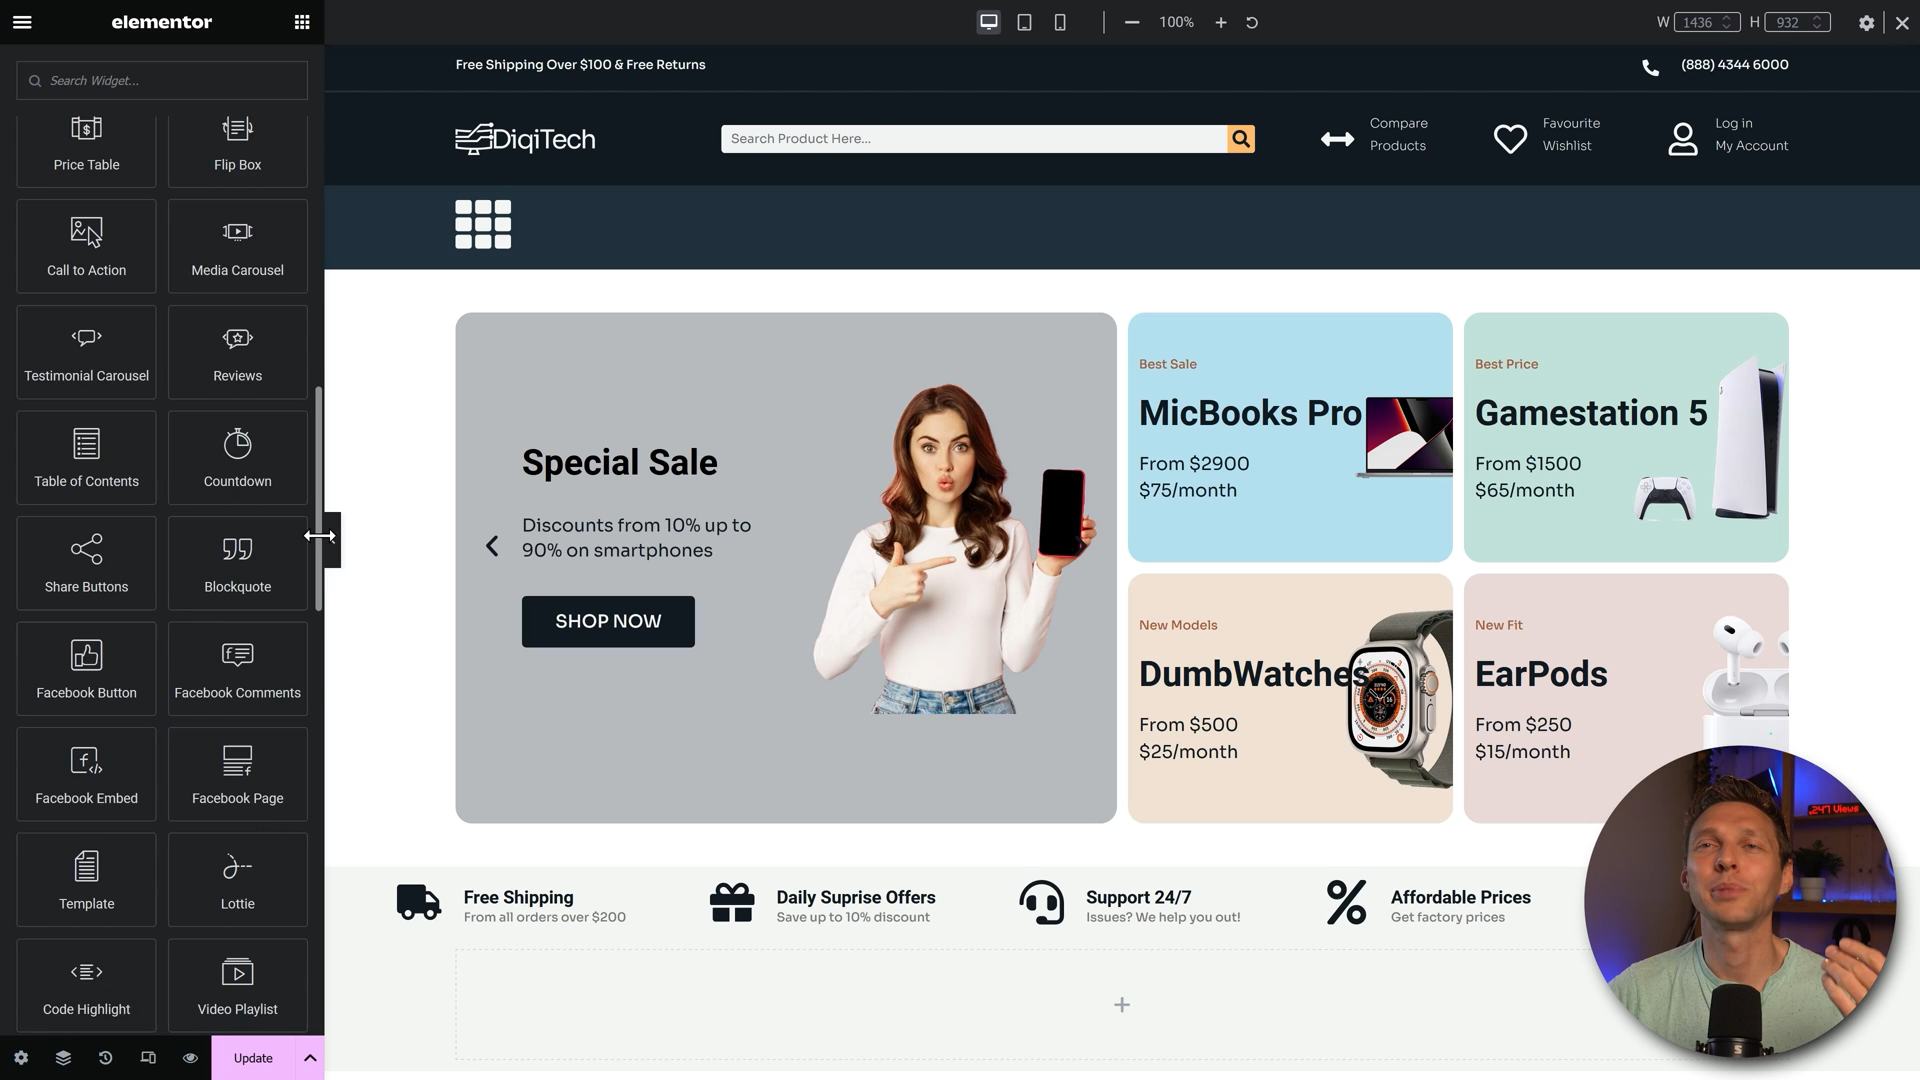 elementor
100%
W 1436
H 932
Search Widget...
Price Table
Flip Box
Call to Action
Media Carousel
Testimonial Carousel
Reviews
Table of Contents
Countdown
Share Buttons
Blockquote
Facebook Button
Facebook Comments
Facebook Embed
Facebook Page
Template
Lottie
Code Highlight
Video Playlist
Update
Free Shipping Over $100 & Free Returns
(888) 4344 6000
DiqiTech
Search Product Here...
Compare
Products
Favourite
Wishlist
Log in
My Account
Special Sale
Discounts from 10% up to
90% on smartphones
SHOP NOW
Best Sale
MicBooks Pro
From $2900
$75/month
Best Price
Gamestation 5
From $1500
$65/month
New Models
DumbWatches
From $500
$25/month
New Fit
EarPods
From $250
$15/month
Free Shipping
From all orders over $200
Daily Suprise Offers
Save up to 10% discount
Support 24/7
Issues? We help you out!
Affordable Prices
Get factory prices
247 Views